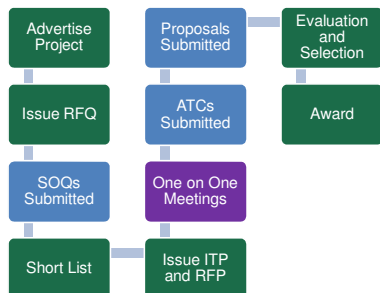 Advertise
Project
Issue RFQ
SOQs
Submitted
Short List
Issue ITP
and RFP
One on One
Meetings
ATCs
Submitted
Proposals
Submitted
Evaluation
and
Selection
Award